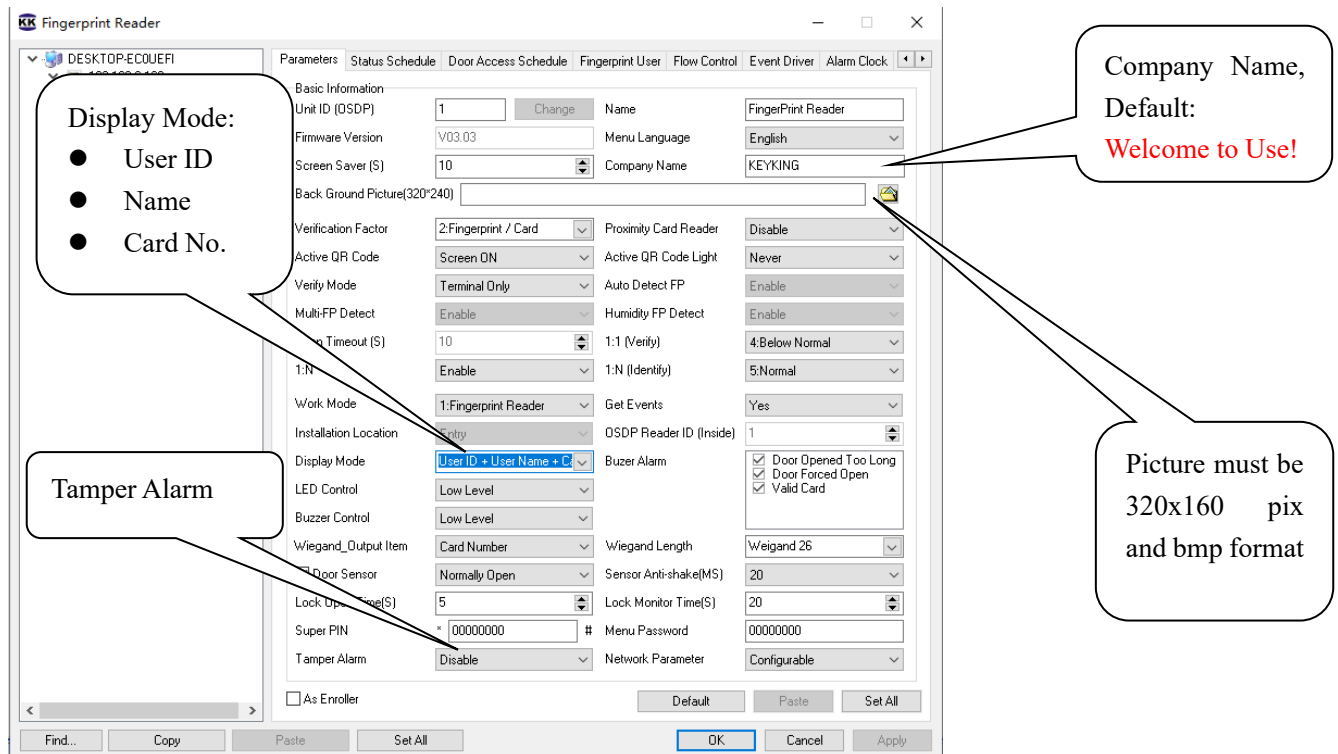 KK Fingerprint Reader
DESKTOP-EC0UEFI
Display Mode:
● User ID
● Name
● Card No.
Tamper Alarm
Parameters Status Schedule Door Access Schedule Fingerprint User Flow Control Event Driver Alarm Clock
Basic Information
Unit ID (OSDP) 1 Change Name FingerPrint Reader
Firmware Version V03.03 Menu Language English
Screen Saver (S) 10 Company Name KEYKING
Back Ground Picture(320*240)
Verification Factor 2:Fingerprint / Card Proximity Card Reader Disable
Active QR Code Screen ON Active QR Code Light Never
Verify Mode Terminal Only Auto Detect FP Enable
Multi-FP Detect Enable Humidity FP Detect Enable
Timeout (S) 10 1:1 (Verify) 4:Below Normal
1:N Enable 1:N (Identify) 5:Normal
Work Mode 1:Fingerprint Reader Get Events Yes
Installation Location Entry OSDP Reader ID (Inside) 1
Display Mode User ID + User Name + Ca Buzer Alarm Door Opened Too Long
Door Forced Open
LED Control Low Level Valid Card
Buzzer Control Low Level
Wiegand_Output Item Card Number Wiegand Length Weigand 26
Door Sensor Normally Open Sensor Anti-shake(MS) 20
Lock Open Time(S) 5 Lock Monitor Time(S) 20
Super PIN * 00000000 # Menu Password 00000000
Tamper Alarm Disable Network Parameter Configurable
As Enroller Default Paste Set All
Find... Copy Paste Set All OK Cancel Apply
Company Name,
Default:
Welcome to Use!
Picture must be
320x160 pix
and bmp format